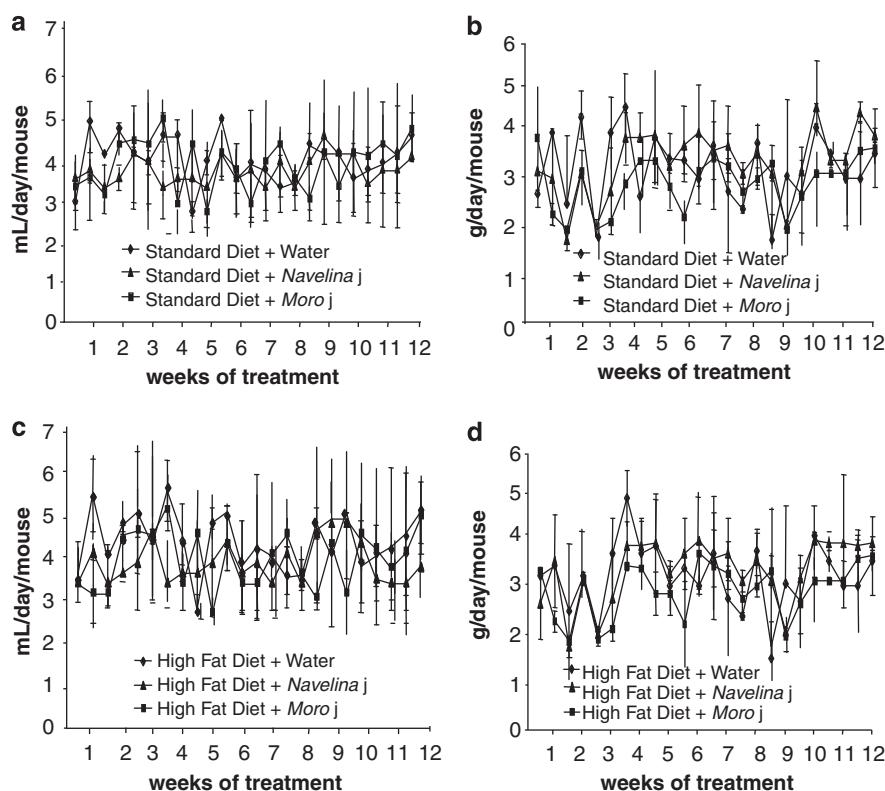 a
7
6
5
4
3
2
1
0
mL/day/mouse
Standard Diet + Water
Standard Diet + Navelina j
Standard Diet + Moro j
1 2 3 4 5 6 7 8 9 10 11 12
weeks of treatment
b
6
5
4
3
2
1
0
g/day/mouse
Standard Diet + Water
Standard Diet + Navelina j
Standard Diet + Moro j
1 2 3 4 5 6 7 8 9 10 11 12
weeks of treatment
c
7
6
5
4
3
2
1
0
mL/day/mouse
High Fat Diet + Water
High Fat Diet + Navelina j
High Fat Diet + Moro j
1 2 3 4 5 6 7 8 9 10 11 12
weeks of treatment
d
6
5
4
3
2
1
0
g/day/mouse
High Fat Diet + Water
High Fat Diet + Navelina j
High Fat Diet + Moro j
1 2 3 4 5 6 7 8 9 10 11 12
weeks of treatment